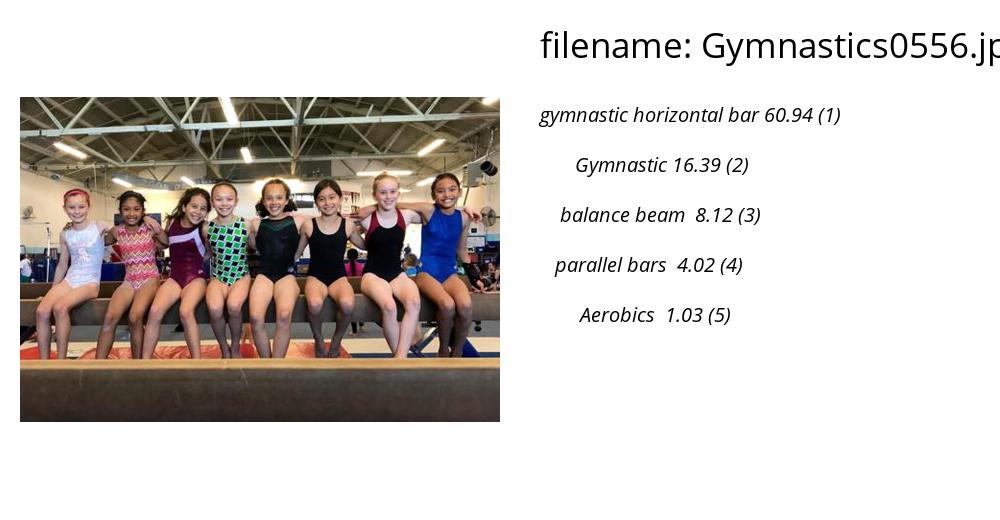 filename: Gymnastics0556.jp
gymnastic horizontal bar 60.94 (1)
Gymnastic 16.39 (2)
balance beam 8.12 (3)
parallel bars 4.02 (4)
Aerobics 1.03 (5)